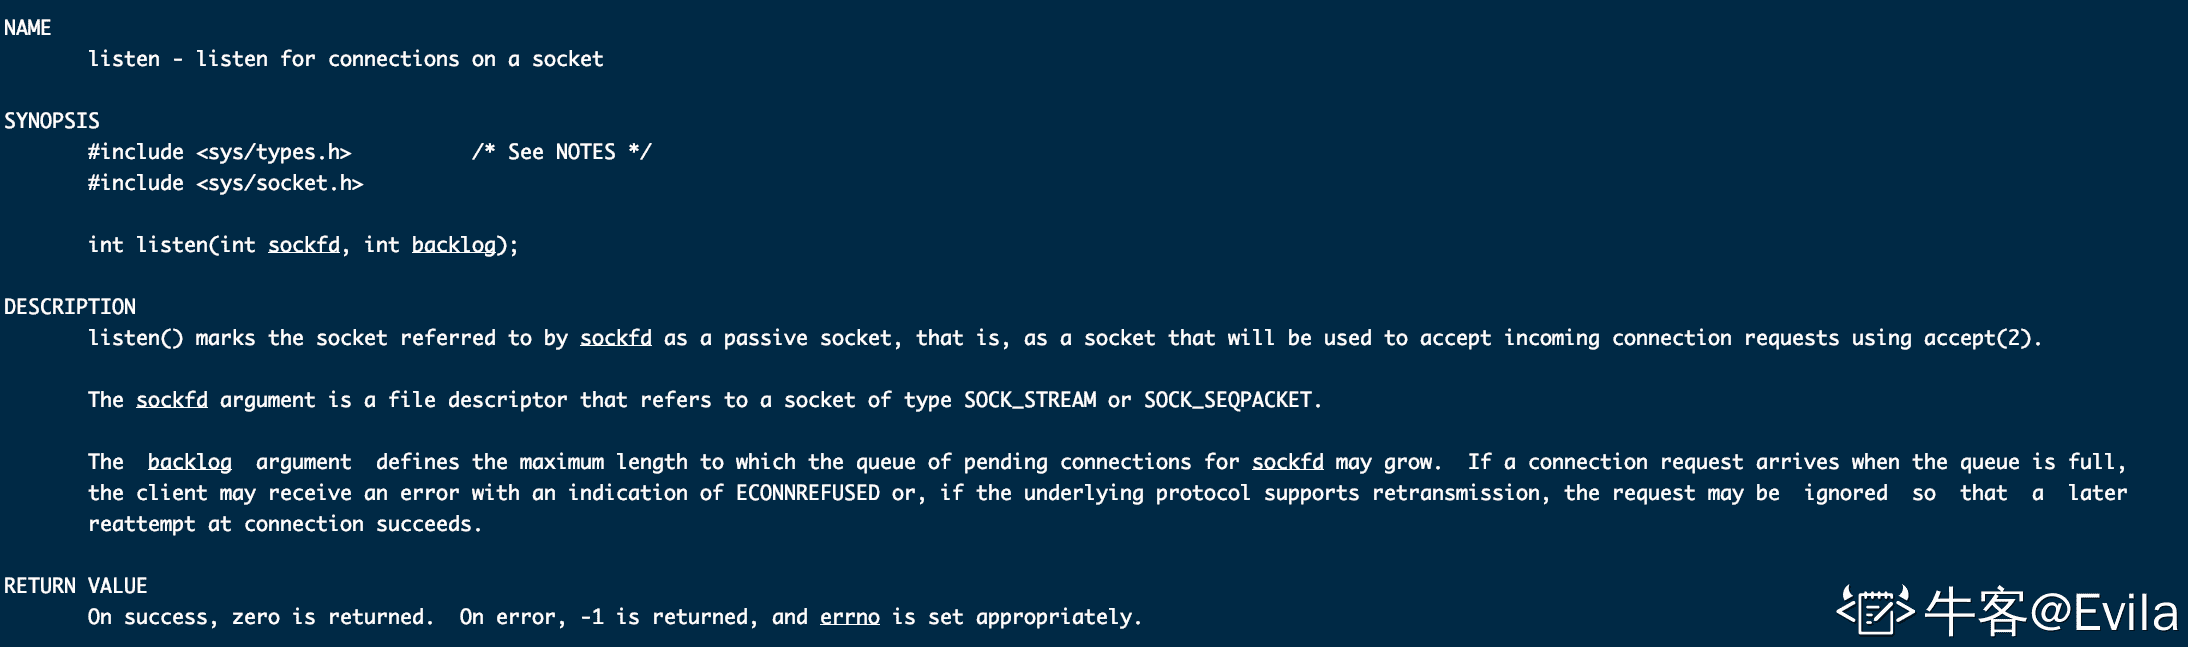 NAME
listen - listen for connections on a socket
SYNOPSIS
#include <sys/types.h>          /* See NOTES */
#include <sys/socket.h>
int listen(int sockfd, int backlog);
DESCRIPTION
listen() marks the socket referred to by sockfd as a passive socket, that is, as a socket that will be used to accept incoming connection requests using accept(2).
The sockfd argument is a file descriptor that refers to a socket of type SOCK_STREAM or SOCK_SEQPACKET.
The  backlog  argument  defines the maximum length to which the queue of pending connections for sockfd may grow.  If a connection request arrives when the queue is full,
the client may receive an error with an indication of ECONNREFUSED or, if the underlying protocol supports retransmission, the request may be  ignored  so  that  a  later
reattempt at connection succeeds.
RETURN VALUE
On success, zero is returned.  On error, -1 is returned, and errno is set appropriately.
牛客@Evila